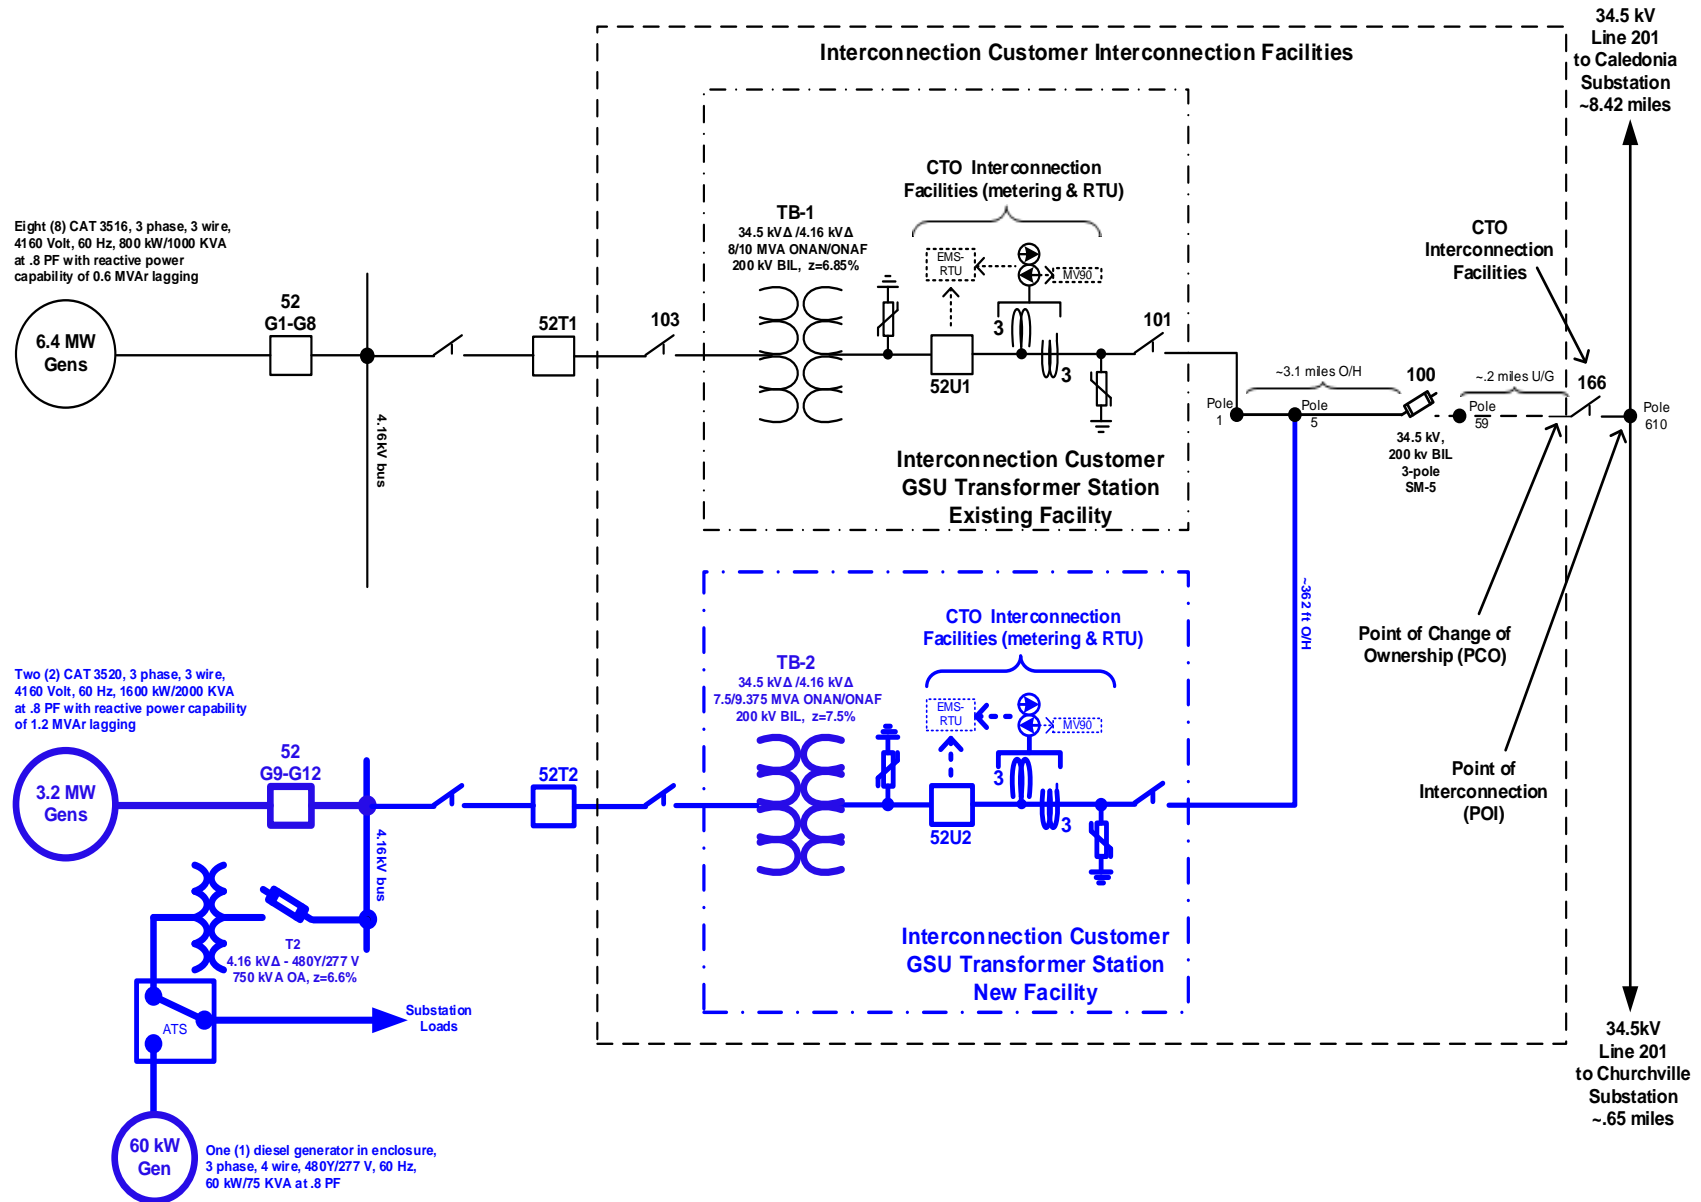 34.5 kV
Line 201
to Caledonia
Substation
~8.42 miles
Interconnection Customer Interconnection Facilities
CTO Interconnection
Facilities (metering & RTU)
TB-1
34.5 kVΔ /4.16 kVΔ
8/10 MVA ONAN/ONAF
200 kV BIL, z=6.85%
EMS-
RTU
MV90
Eight (8) CAT 3516, 3 phase, 3 wire,
4160 Volt, 60 Hz, 800 kW/1000 KVA
at .8 PF with reactive power
capability of 0.6 MVAr lagging
6.4 MW
Gens
52
G1-G8
4.16kV bus
52T1
103
3
3
52U1
101
CTO
Interconnection
Facilities
~3.1 miles O/H
100
~.2 miles U/G
166
Pole
1
Pole
5
Pole
59
Pole
610
34.5 kV,
200 kv BIL
3-pole
SM-5
Interconnection Customer
GSU Transformer Station
Existing Facility
~362 ft O/H
Point of Change of
Ownership (PCO)
Point of
Interconnection
(POI)
CTO Interconnection
Facilities (metering & RTU)
TB-2
34.5 kVΔ /4.16 kVΔ
7.5/9.375 MVA ONAN/ONAF
200 kV BIL, z=7.5%
EMS-
RTU
MV90
Two (2) CAT 3520, 3 phase, 3 wire,
4160 Volt, 60 Hz, 1600 kW/2000 KVA
at .8 PF with reactive power capability
of 1.2 MVAr lagging
3.2 MW
Gens
52
G9-G12
4.16kV bus
52T2
3
3
52U2
T2
4.16 kVΔ - 480Y/277 V
750 kVA OA, z=6.6%
ATS
Substation
Loads
Interconnection Customer
GSU Transformer Station
New Facility
60 kW
Gen
One (1) diesel generator in enclosure,
3 phase, 4 wire, 480Y/277 V, 60 Hz,
60 kW/75 KVA at .8 PF
34.5kV
Line 201
to Churchville
Substation
~.65 miles